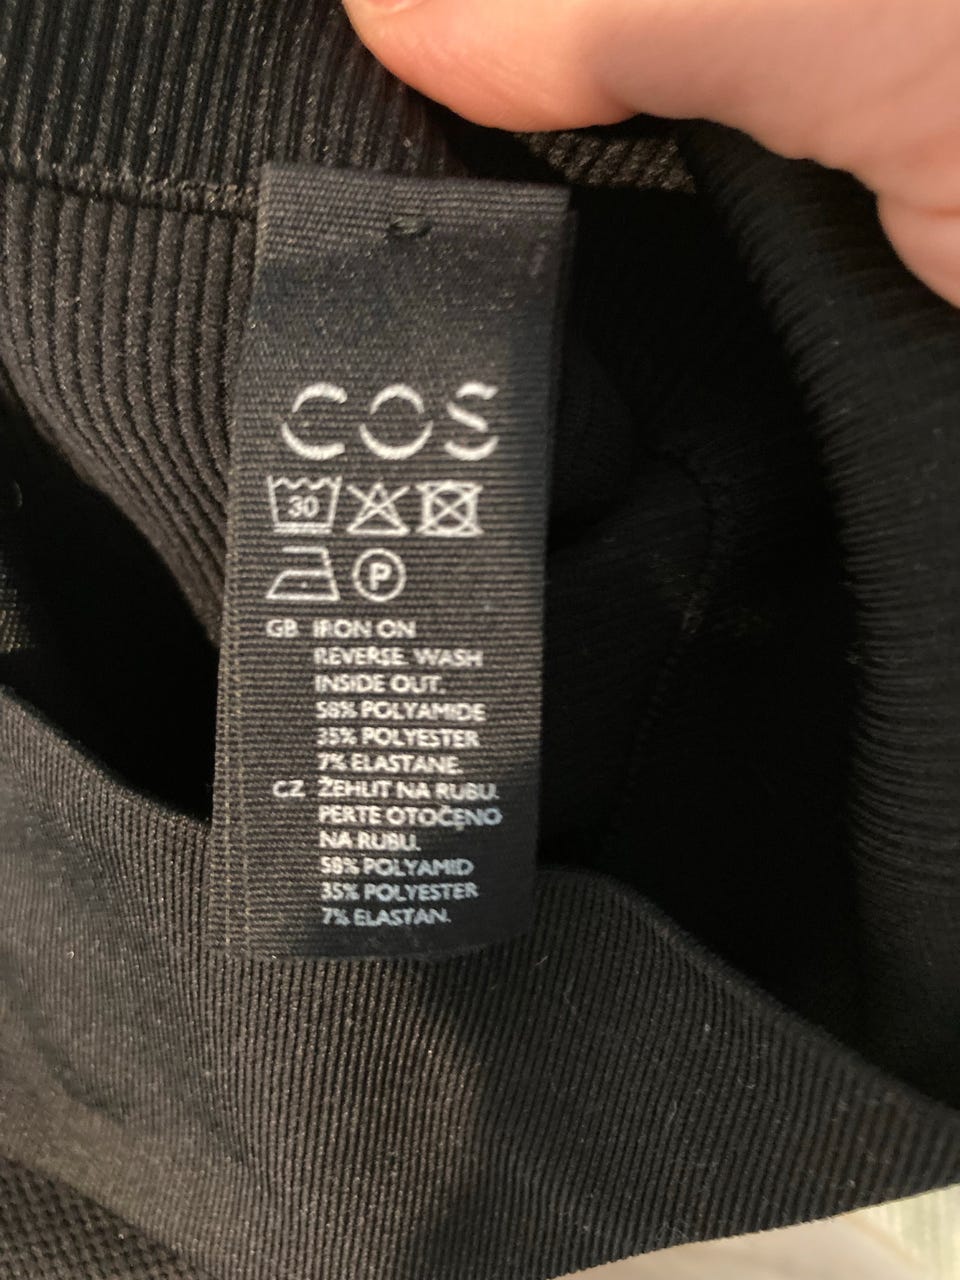 COS
30
P
GB IRON ON
REVERSE. WASH
INSIDE OUT.
58% POLYAMIDE
35% POLYESTER
7% ELASTANE.
CZ ŽEHLIT NA RUBU.
PERTE OTOČENO
NA RUBU.
58% POLYAMID
35% POLYESTER
7% ELASTAN.